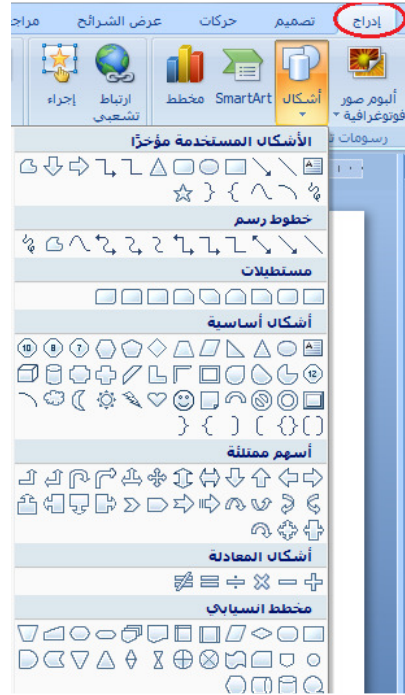 إدراج تصميم حركات عرض الشرائح
ألبوم صور فوتوغرافية أشكال SmartArt مخطط ارتباط تشعبي إجراء
رسومات
الأشكال المستخدمة مؤخرًا
خطوط رسم
مستطيلات
أشكال أساسية
أسهم ممتلئة
أشكال المعادلة
مخطط انسيابي